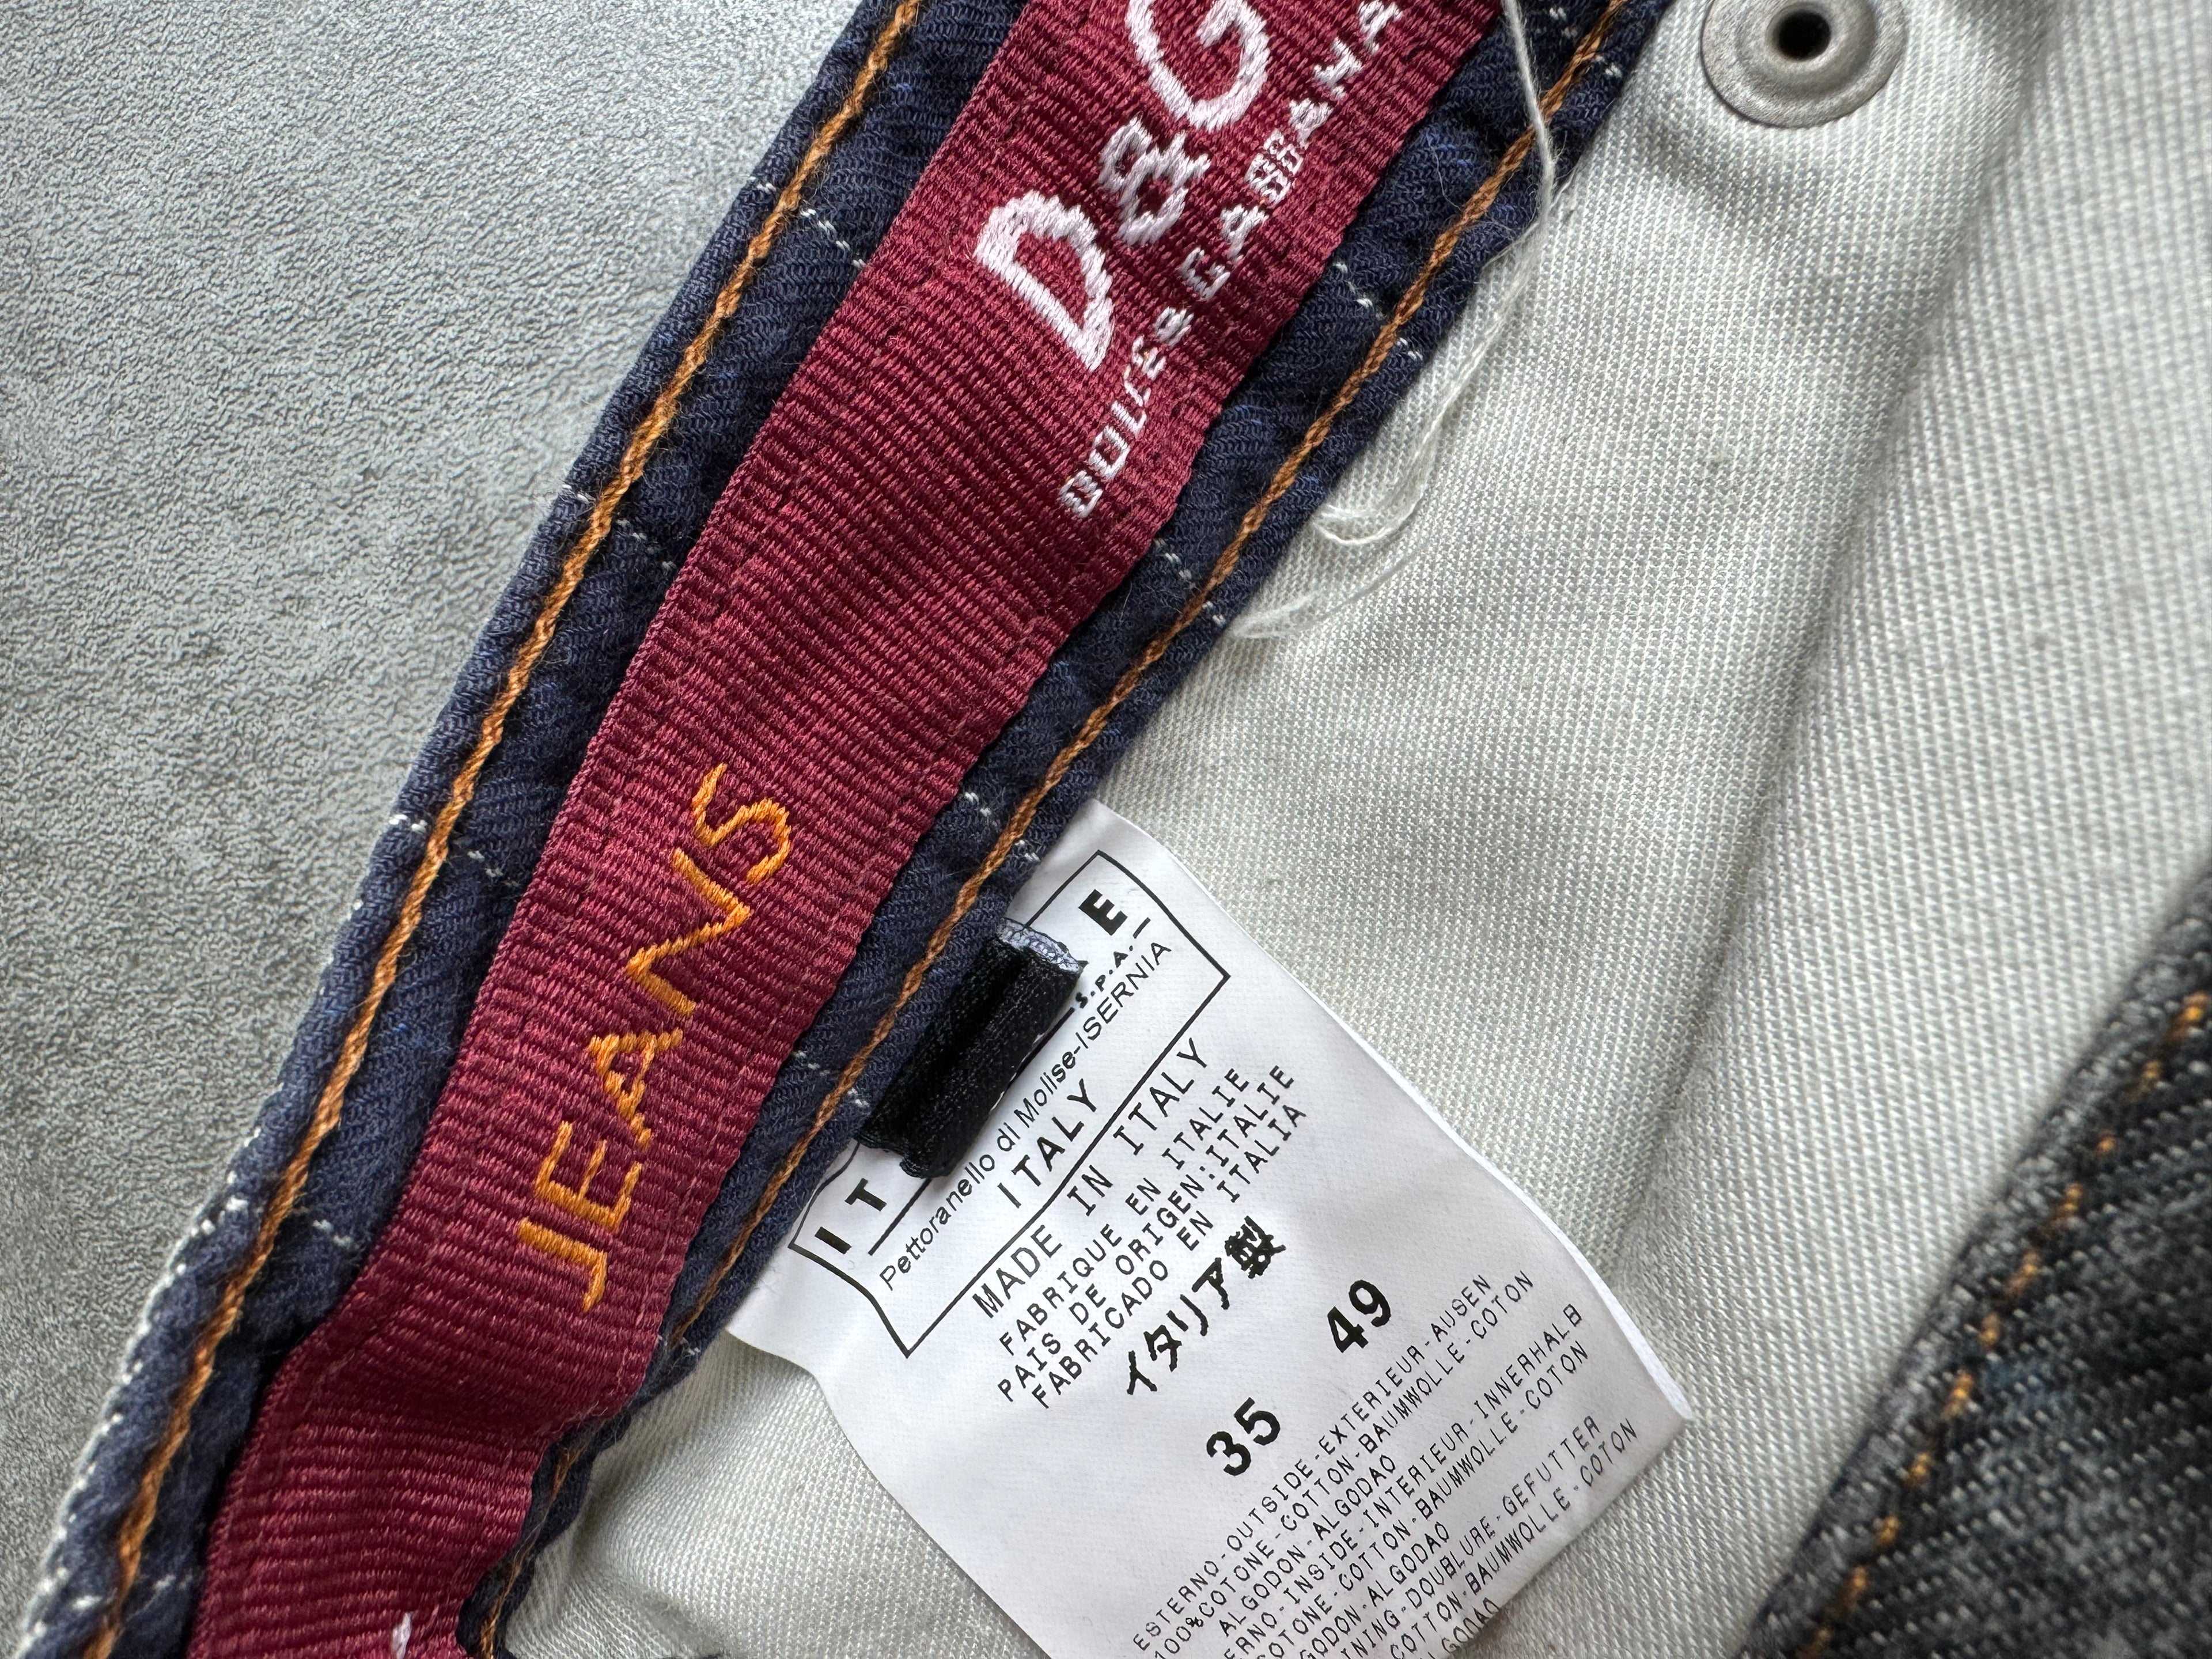 D&G
DOLCE & GABBANA
JEANS
S.P.A.
Pettoranello di Molise-ISERNIA
ITALY
MADE IN ITALY
FABRIQUE EN ITALIE
PAIS DE ORIGEN:ITALIE
FABRICADO EN ITALIA
イタリア製
35 49
ESTERNO-OUTSIDE-EXTERIEUR-AUSEN
100%COTONE-COTTON-BAUMWOLLE-COTON
ALGODON-ALGODAO
ERNO-INSIDE-INTERIEUR-INNERHALB
COTONE-COTTON-BAUMWOLLE-COTON
GODON-ALGODAO
NING-DOUBLURE-GEFUTTER
COTTON-BAUMWOLLE-COTON
GODAO